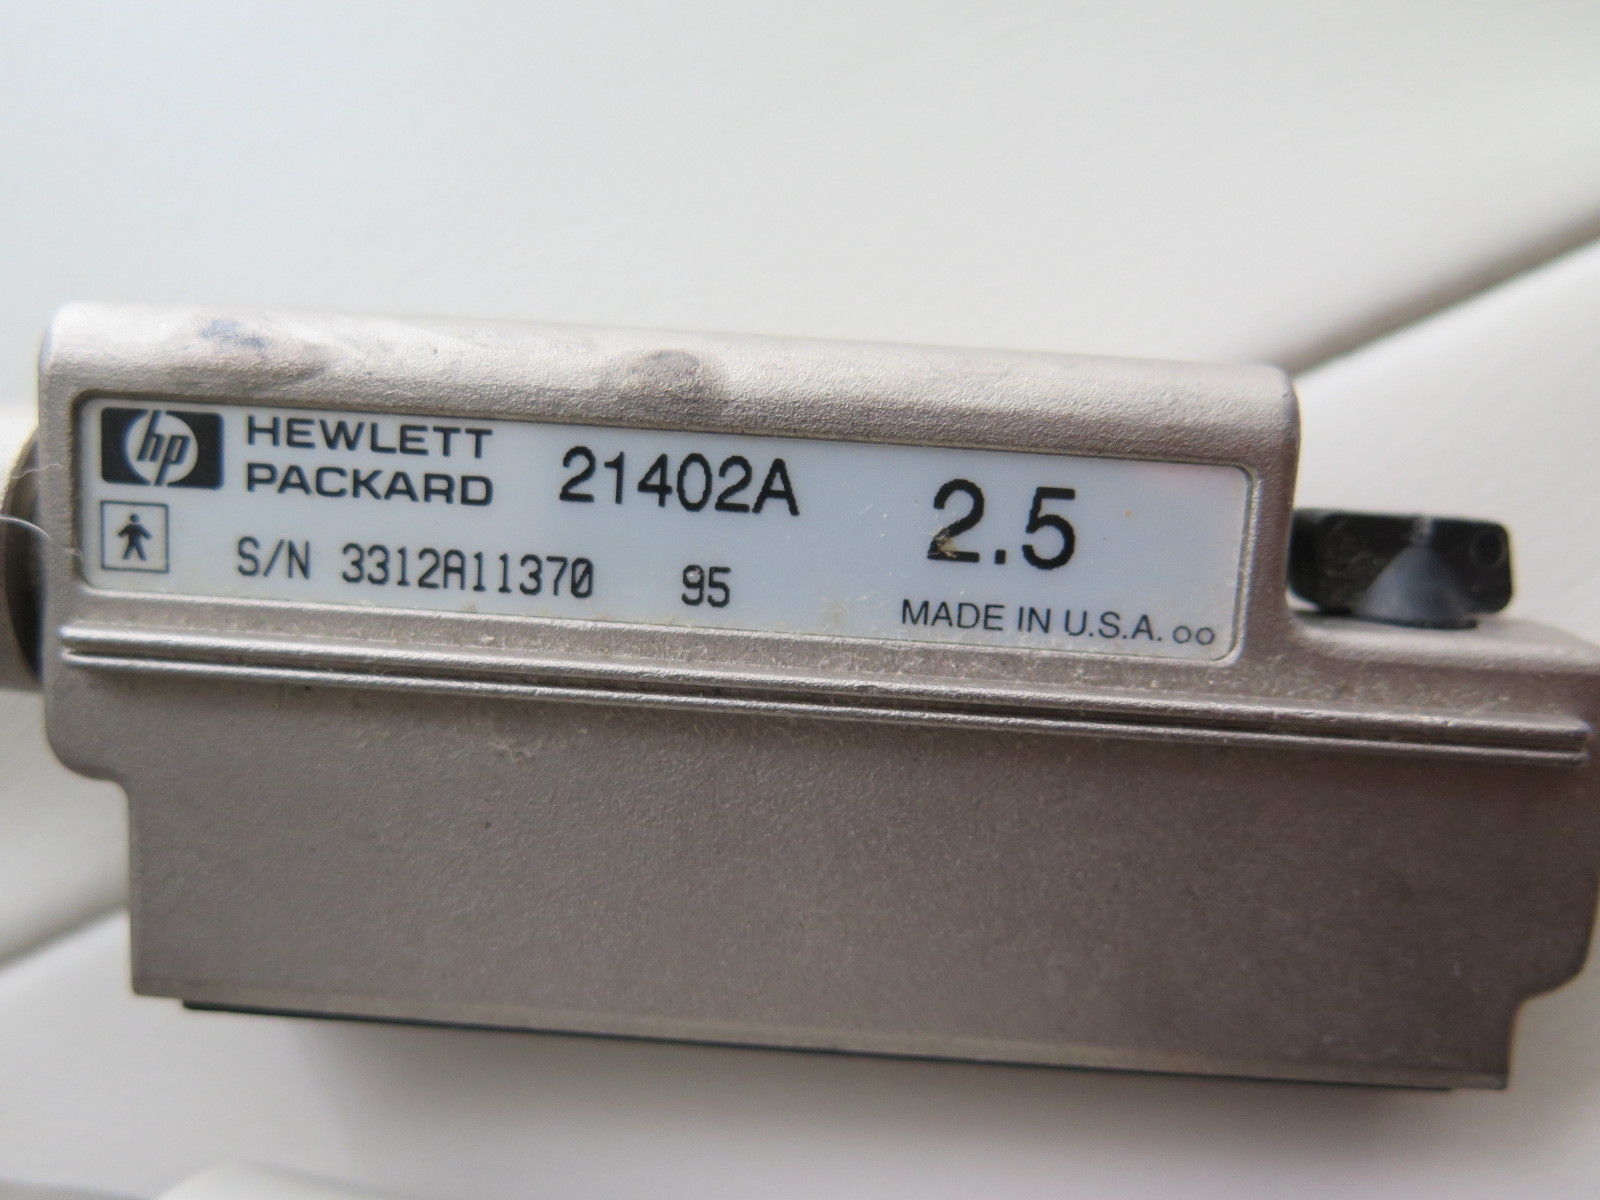 hp HEWLETT
PACKARD 21402A 2.5
S/N 3312A11370 95
MADE IN U.S.A. oo